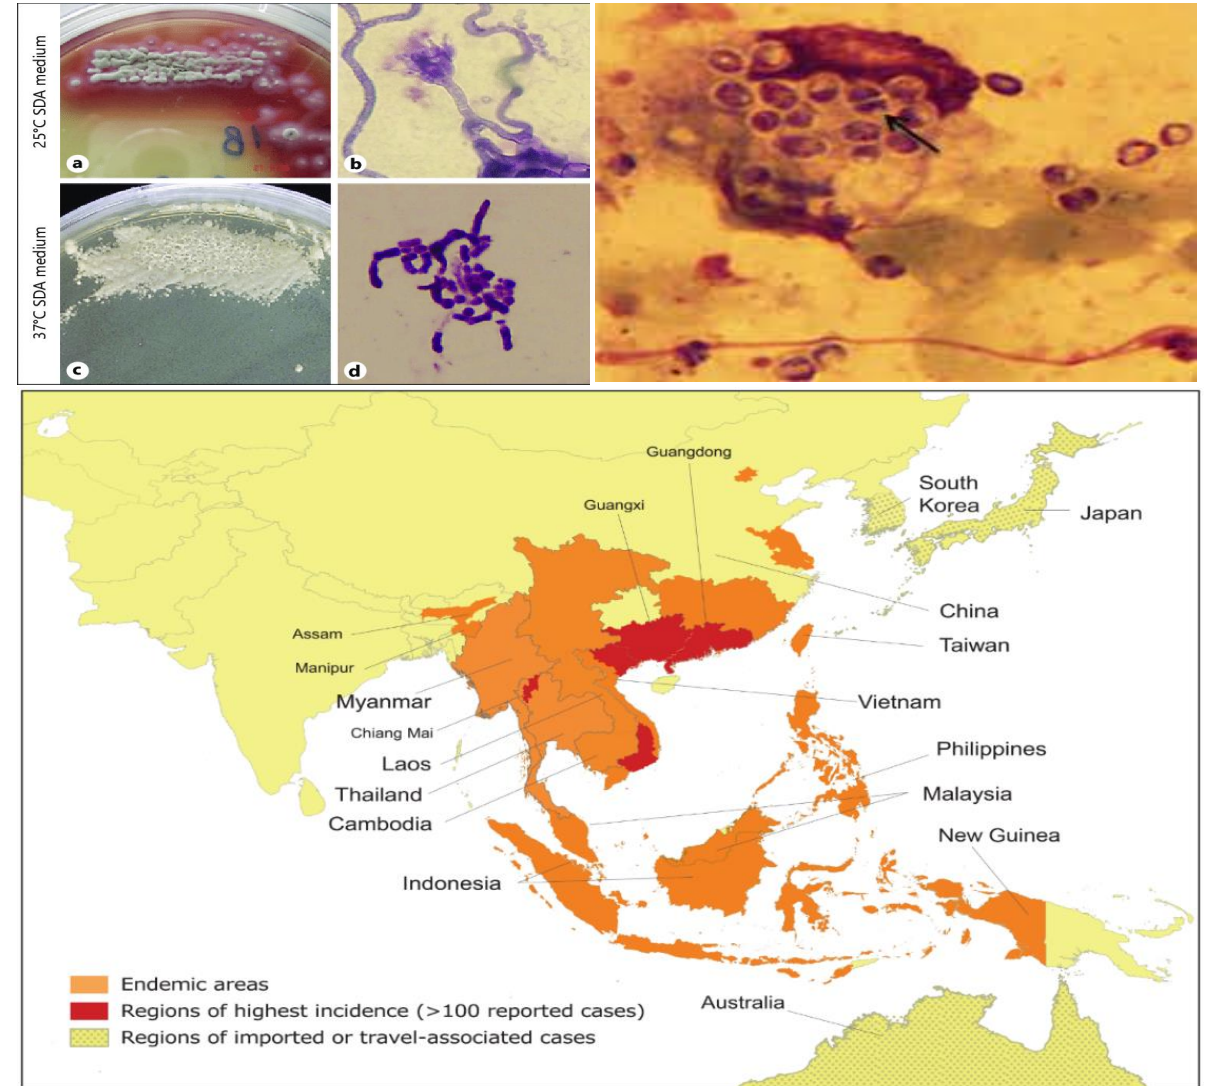 25°C SDA medium
a
b
37°C SDA medium
c
d
Guangdong
South
Korea
Guangxi
Japan
China
Assam
Taiwan
Manipur
Myanmar
Vietnam
Chiang Mai
Philippines
Laos
Thailand
Malaysia
Cambodia
New Guinea
Indonesia
Endemic areas
Australia
Regions of highest incidence (>100 reported cases)
Regions of imported or travel-associated cases